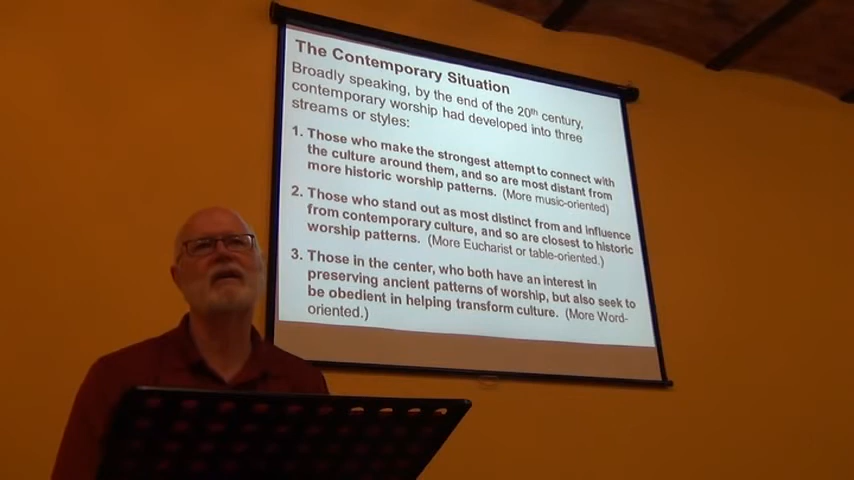 The Contemporary Situation
Broadly speaking, by the end of the 20th century,
contemporary worship had developed into three
streams or styles:
1. Those who make the strongest attempt to connect with
the culture around them, and so are most distant from
more historic worship patterns. (More music-oriented)
2. Those who stand out as most distinct from and influence
from contemporary culture, and so are closest to historic
worship patterns. (More Eucharist or table-oriented.)
3. Those in the center, who both have an interest in
preserving ancient patterns of worship, but also seek to
be obedient in helping transform culture. (More Word-
oriented.)